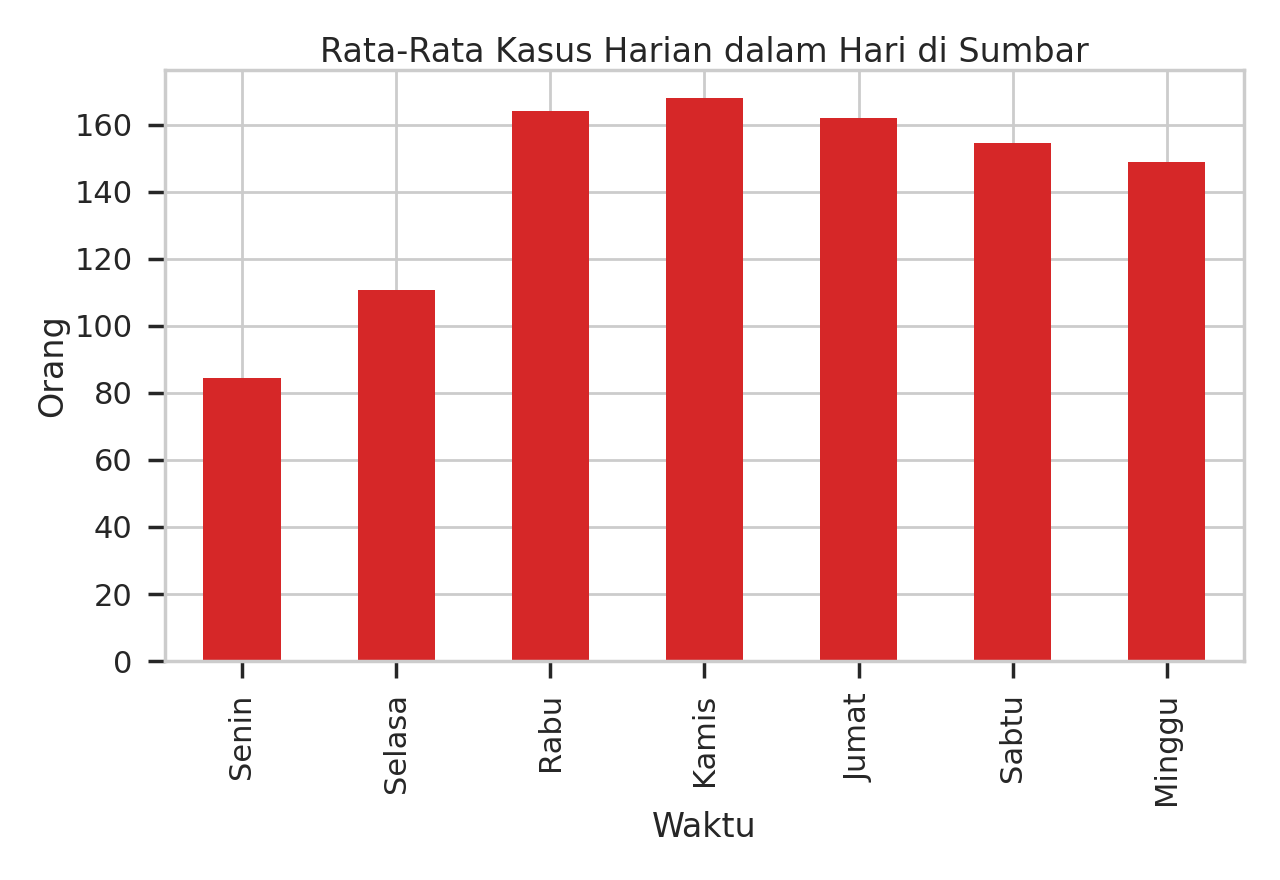 Rata-Rata Kasus Harian dalam Hari di Sumbar
Orang
160
140
120
100
80
60
40
20
0
Senin
Selasa
Rabu
Kamis
Jumat
Sabtu
Minggu
Waktu